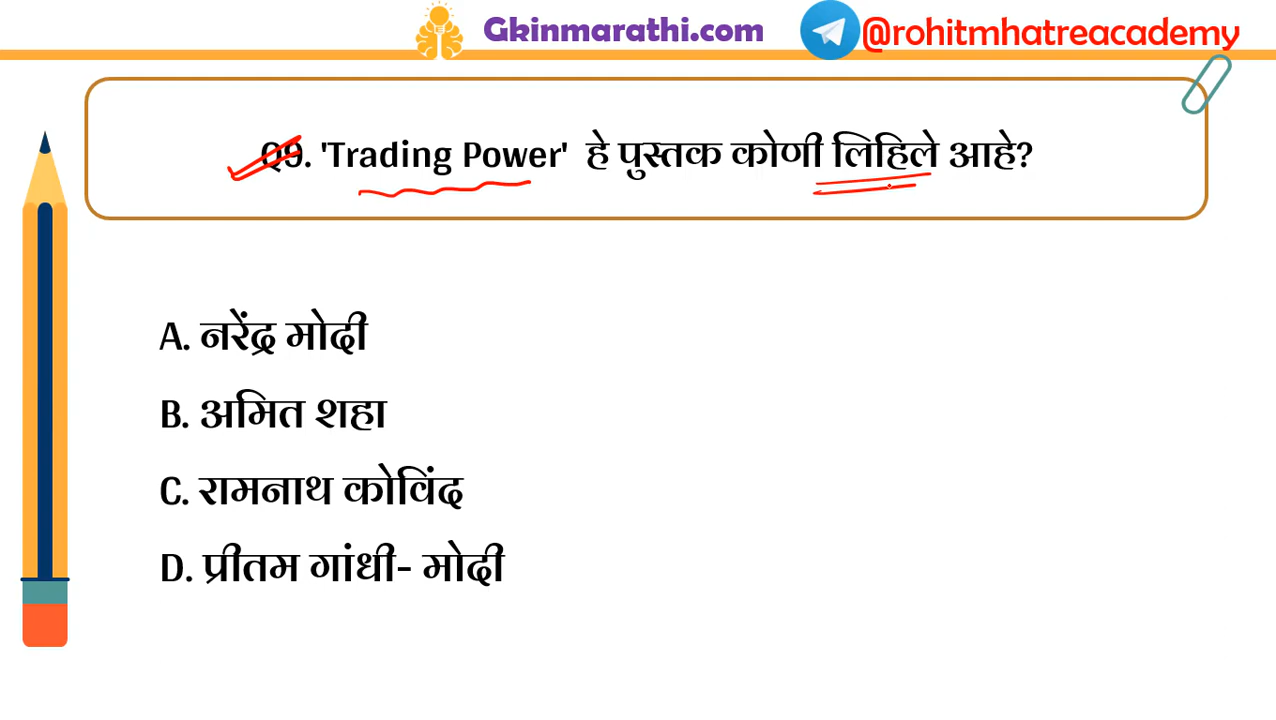 Gkinmarathi.com @rohitmhatreacademy
Q9. 'Trading Power' हे पुस्तक कोणी लिहिले आहे?
A. नरेंद्र मोदी
B. अमित शहा
C. रामनाथ कोविंद
D. प्रीतम गांधी- मोदी